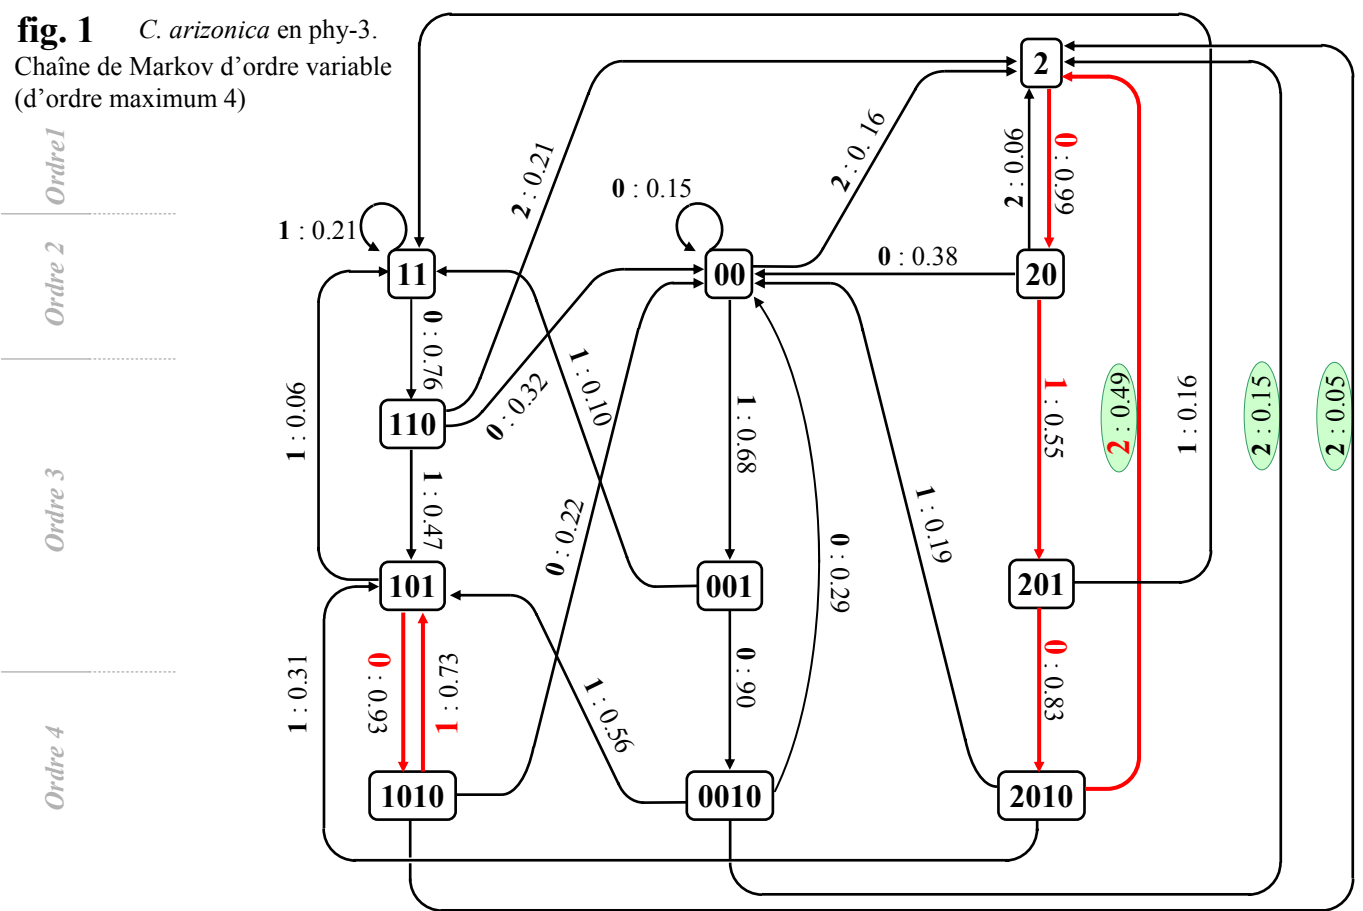 fig. 1 C. arizonica en phy-3.
Chaîne de Markov d’ordre variable
(d’ordre maximum 4)
Ordre1
Ordre 2
Ordre 3
Ordre 4
2
2 : 0.21
2 : 0. 16
2 : 0.06
0 : 0.99
0 : 0.15
1 : 0.21
11
00
0 : 0.38
20
0 : 0.76
1 : 0.06
0 : 0.32
1 : 0.10
1 : 0.68
1 : 0.55
2 : 0.49
1 : 0.16
2 : 0.15
2 : 0.05
110
1 : 0.47
0 : 0.22
0 : 0.29
1 : 0.19
101
001
201
1 : 0.31
0 : 0.93
1 : 0.73
1 : 0.56
0 : 90
0 : 0.83
1010
0010
2010